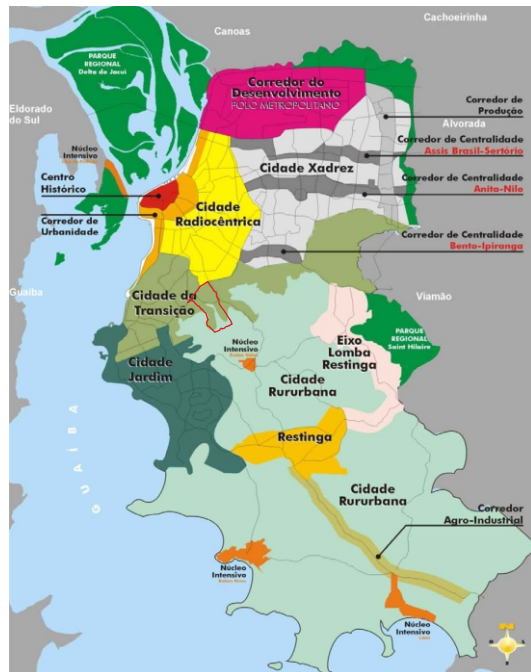 Cachoeirinha
Canoas
PARQUE
REGIONAL
Delta do Jacuí
Corredor do
Desenvolvimento
POLO METROPOLITANO
Corredor de
Produção
Eldorado
do Sul
Alvorada
Núcleo
Intensivo
Corredor de Centralidade
Assis Brasil-Sertório
Centro
Histórico
Cidade Xadrez
Corredor de Centralidade
Anita-Nilo
Cidade
Radiocêntrica
Corredor de
Urbanidade
Corredor de Centralidade
Bento-Ipiranga
Guaíba
Cidade da
Transição
Viamão
PARQUE
REGIONAL
Saint Hilaire
Eixo
Lomba
Restinga
Núcleo
Intensivo
Cidade
Jardim
Cidade
Rururbana
Restinga
GUAÍBA
Cidade
Rururbana
Corredor
Agro-Industrial
Núcleo
Intensivo
Núcleo
Intensivo